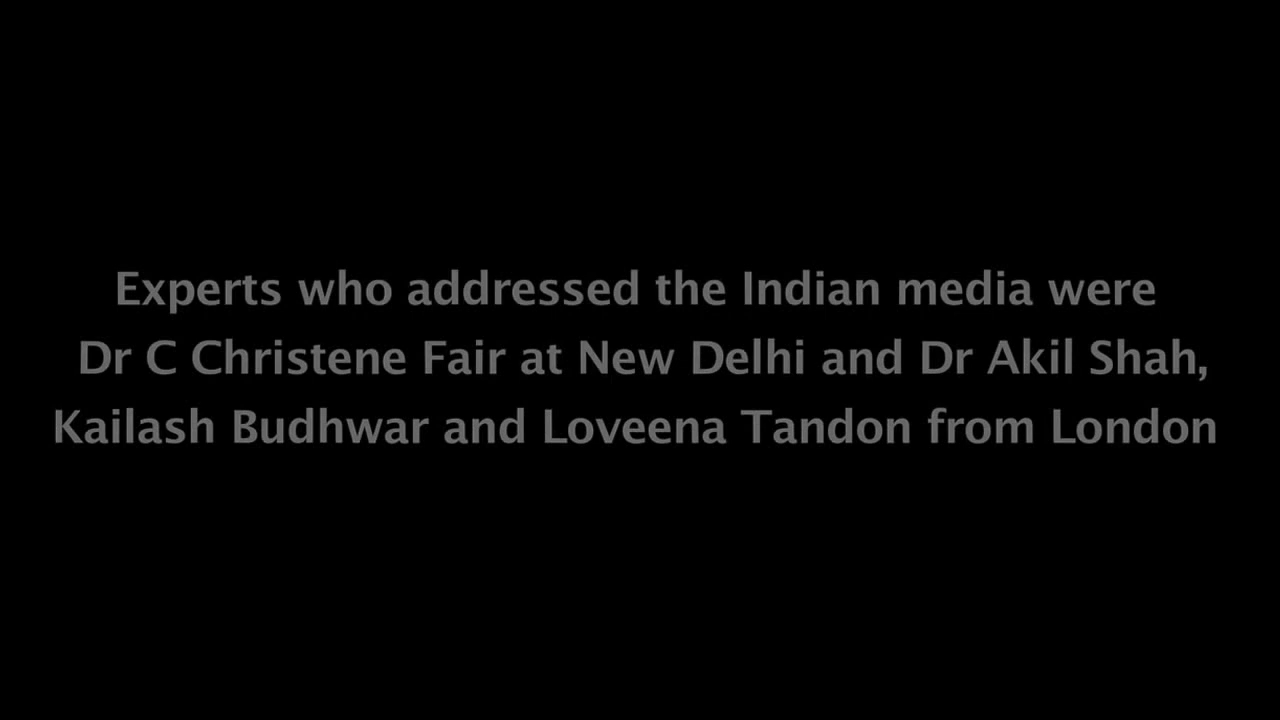 Experts who addressed the Indian media were
Dr C Christene Fair at New Delhi and Dr Akil Shah,
Kailash Budhwar and Loveena Tandon from London